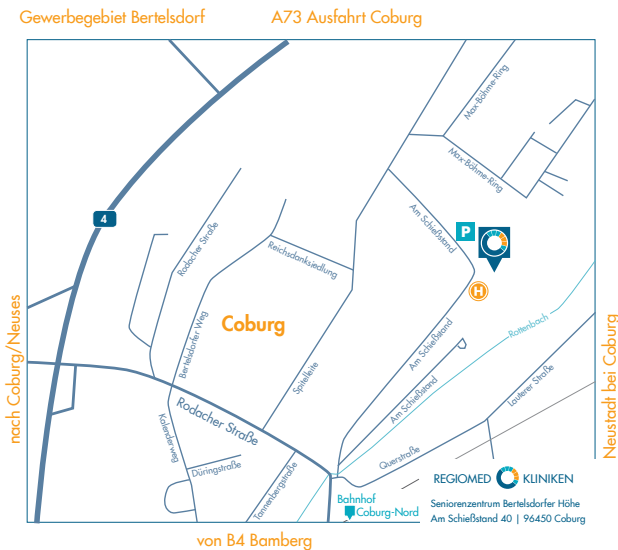 Gewerbegebiet Bertelsdorf
A73 Ausfahrt Coburg
Max-Böhme-Ring
Max-Böhme-Ring
4
Rodacher Straße
Reichsdanksiedlung
Am Schießstand
P
H
nach Coburg/Neuses
Bertelsdorfer Weg
Coburg
Spitelleite
Am Schießstand
Rottenbach
Neustadt bei Coburg
Am Schießstand
Lauterer Straße
Rodacher Straße
Kalenderweg
Düringstraße
Tannenbergstraße
Querstraße
REGIOMED KLINIKEN
Seniorenzentrum Bertelsdorfer Höhe
Am Schießstand 40 | 96450 Coburg
Bahnhof
Coburg-Nord
von B4 Bamberg